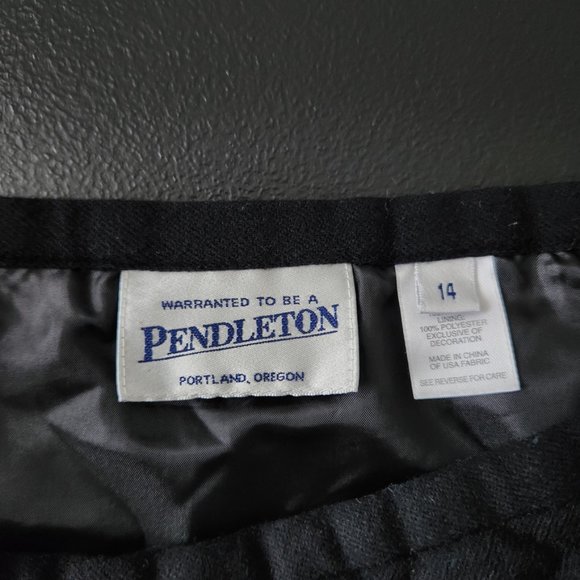 WARRANTED TO BE A
PENDLETON
PORTLAND, OREGON
14
LINING:
100% POLYESTER
EXCLUSIVE OF
DECORATION
MADE IN CHINA
OF USA FABRIC
SEE REVERSE FOR CARE